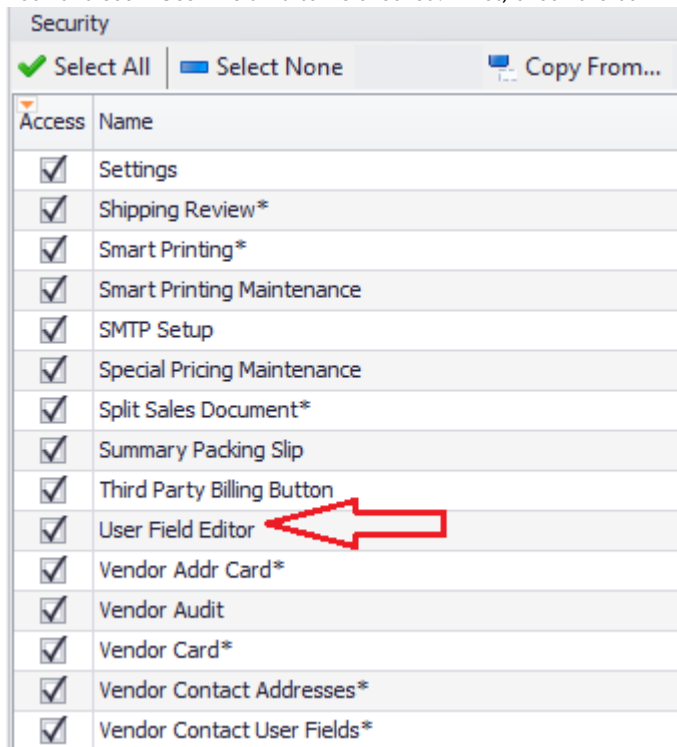 Security
Select All Select None Copy From...
Access Name
Settings
Shipping Review*
Smart Printing*
Smart Printing Maintenance
SMTP Setup
Special Pricing Maintenance
Split Sales Document*
Summary Packing Slip
Third Party Billing Button
User Field Editor
Vendor Addr Card*
Vendor Audit
Vendor Card*
Vendor Contact Addresses*
Vendor Contact User Fields*